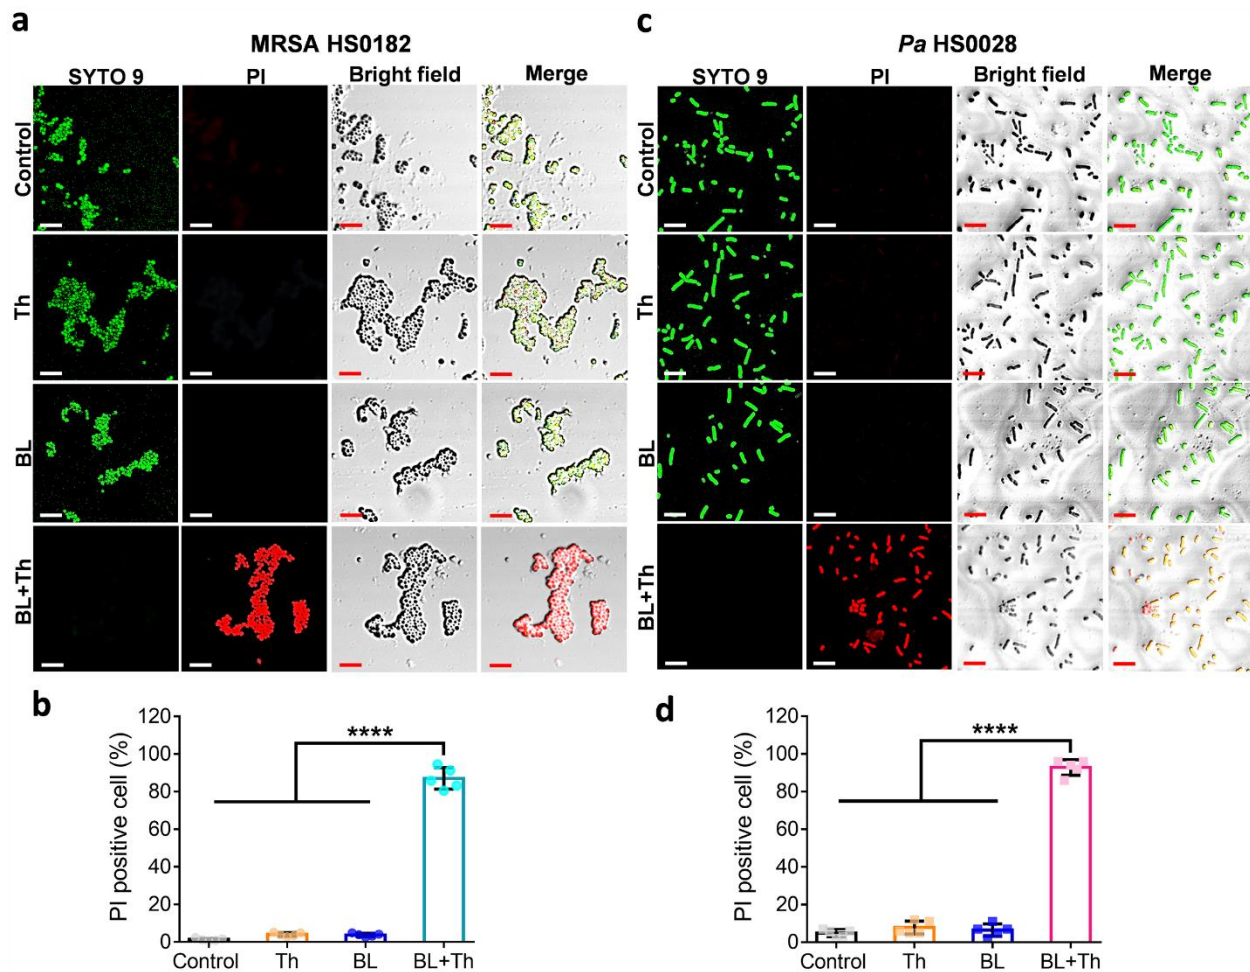 a
MRSA HS0182
SYTO 9 PI Bright field Merge
Control
Th
BL
BL+Th
b
PI positive cell (%)
120
100
80
60
40
20
0
****
Control Th BL BL+Th
c
Pa HS0028
SYTO 9 PI Bright field Merge
Control
Th
BL
BL+Th
d
PI positive cell (%)
120
100
80
60
40
20
0
****
Control Th BL BL+Th